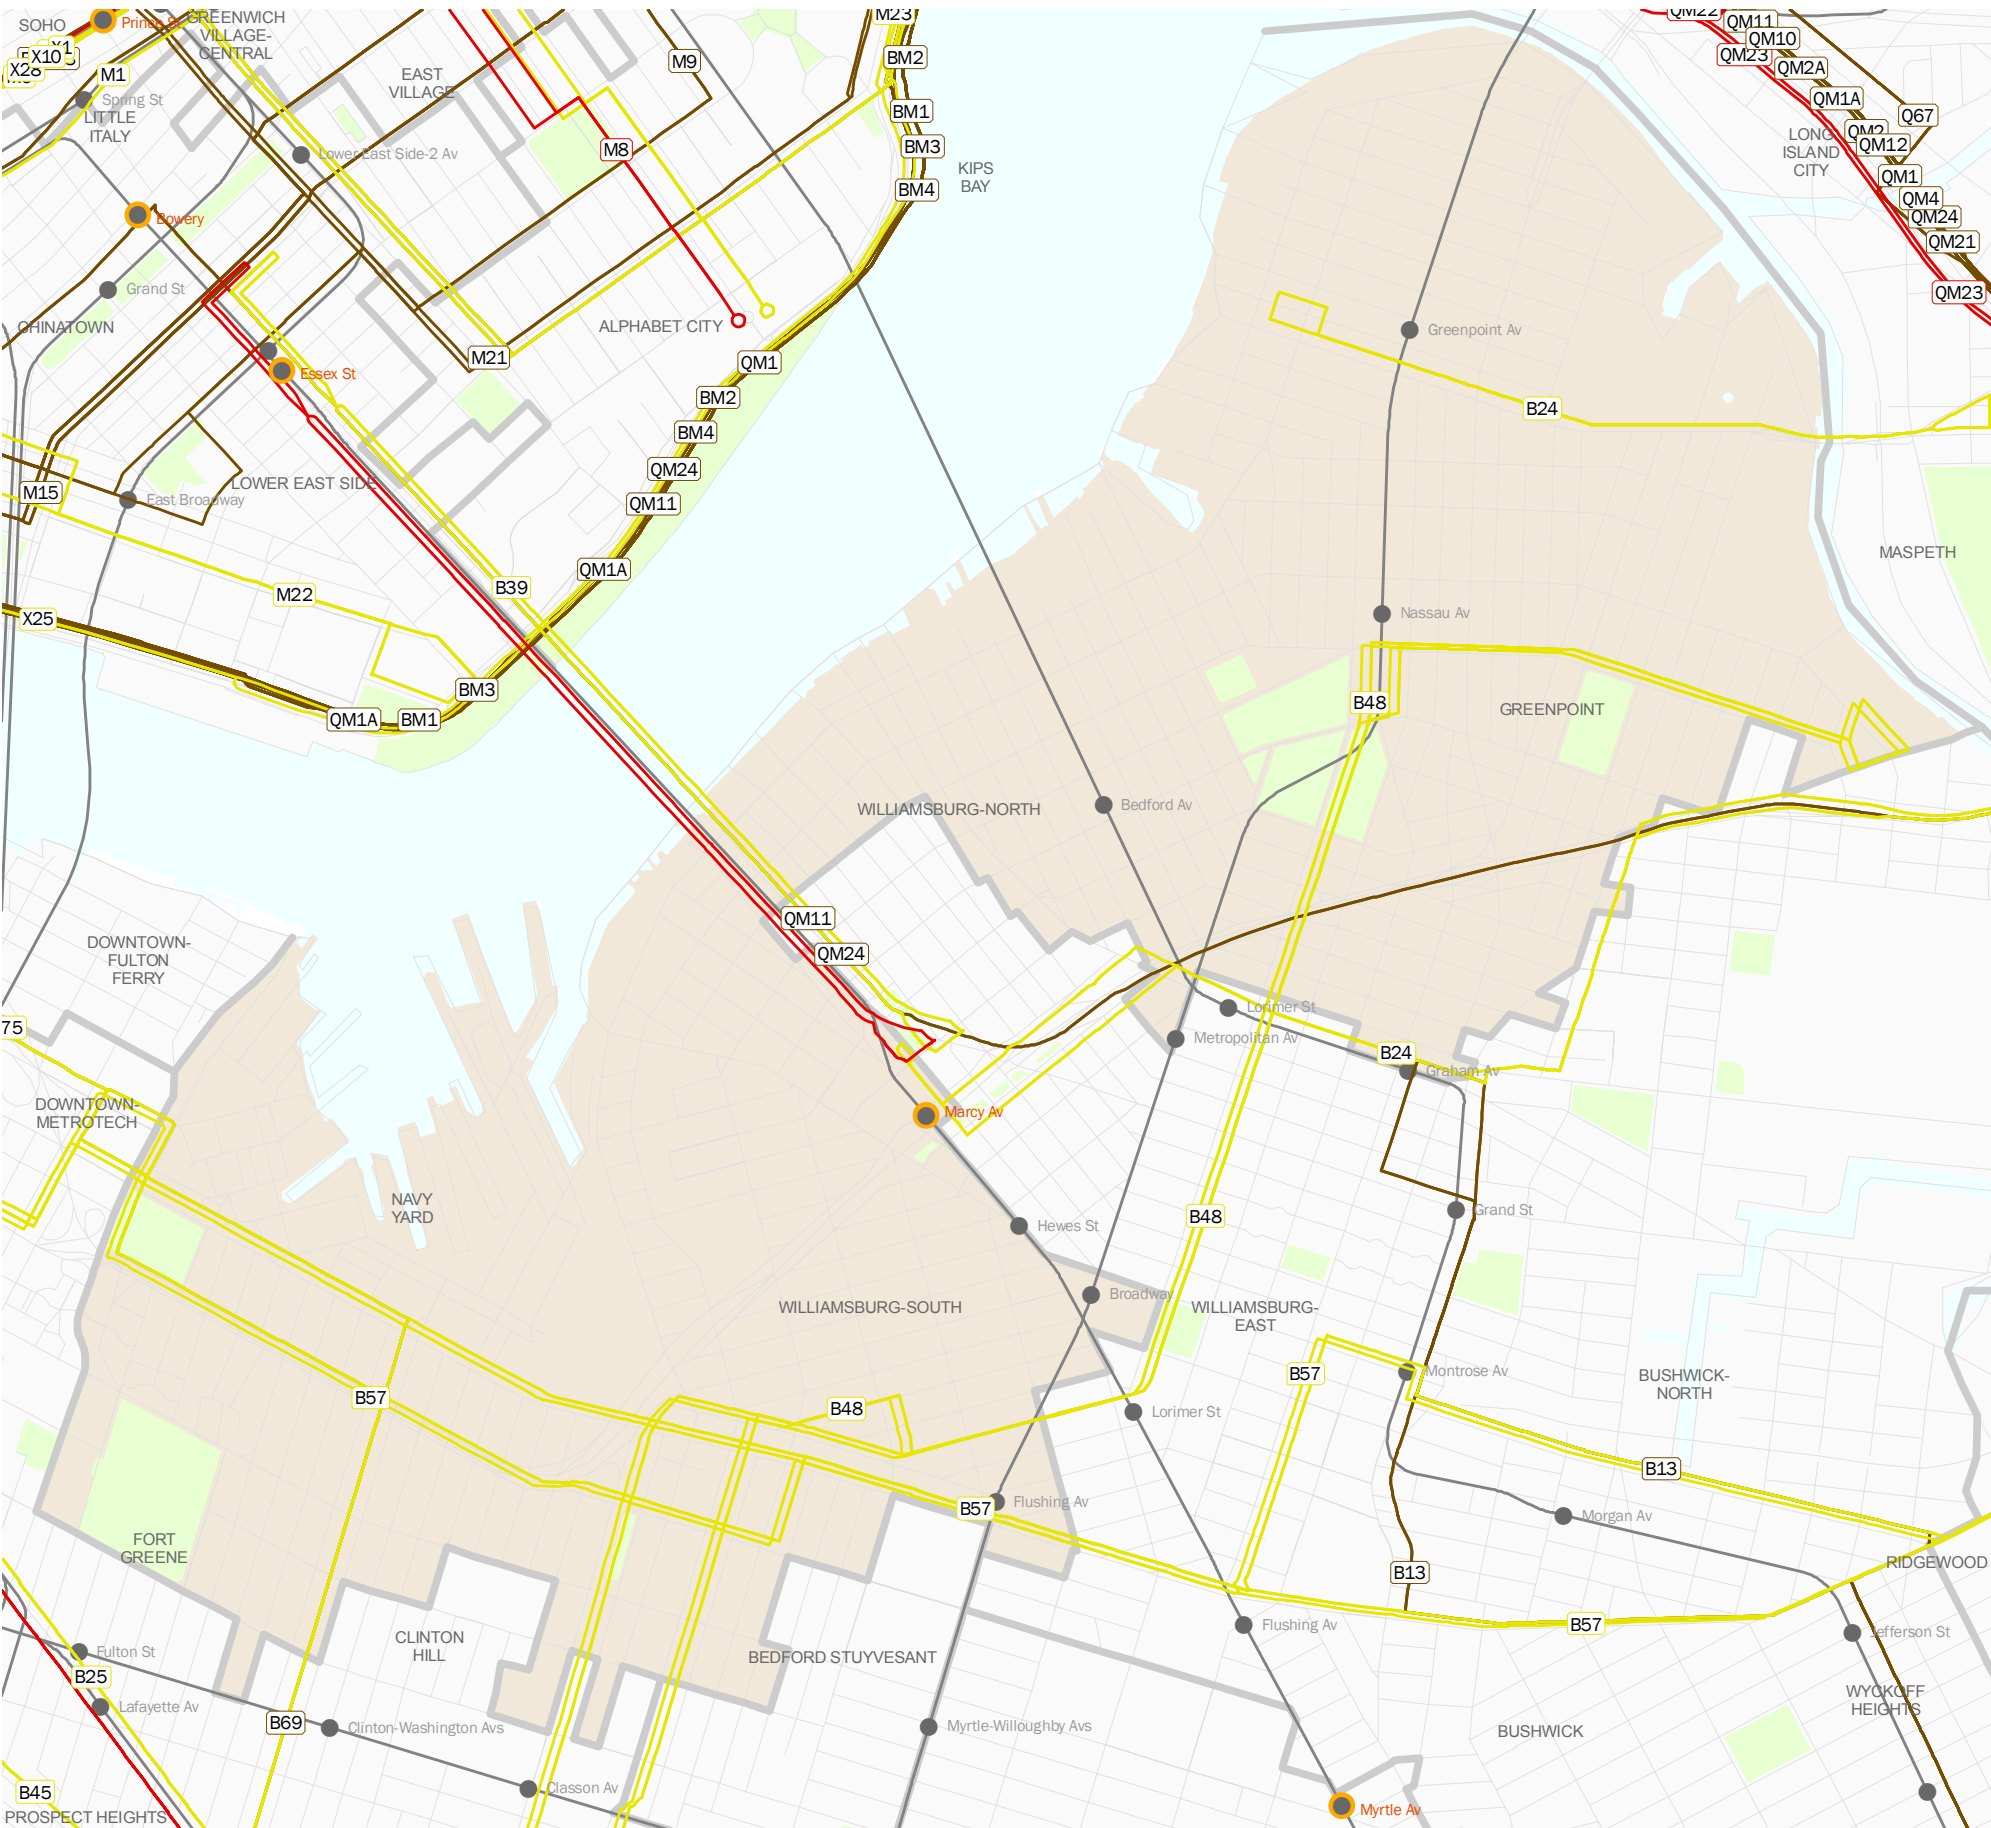 SOHO
Prince St
GREENWICH
VILLAGE-
CENTRAL
X1
X10
X28
M1
Spring St
LITTLE
ITALY
EAST
VILLAGE
M9
M23
BM2
BM1
BM3
BM4
KIPS
BAY
QM22
QM11
QM10
QM23
QM2A
QM1A
Q67
QM2
QM12
LONG
ISLAND
CITY
QM1
QM4
QM24
QM21
QM23
Lower East Side-2 Av
M8
Bowery
Grand St
CHINATOWN
ALPHABET CITY
Essex St
M21
QM1
BM2
BM4
QM24
QM11
QM1A
Greenpoint Av
B24
M15
LOWER EAST SIDE
East Broadway
MASPETH
M22
B39
X25
BM3
QM1A
BM1
Nassau Av
B48
GREENPOINT
WILLIAMSBURG-NORTH
Bedford Av
QM11
QM24
DOWNTOWN-
FULTON
FERRY
75
Lorimer St
Metropolitan Av
B24
Graham Av
DOWNTOWN-
METROTECH
Marcy Av
NAVY
YARD
Hewes St
B48
Grand St
WILLIAMSBURG-SOUTH
Broadway
WILLIAMSBURG-
EAST
B57
B57
Montrose Av
BUSHWICK-
NORTH
B48
Lorimer St
B13
B57
Flushing Av
Morgan Av
FORT
GREENE
B13
RIDGEWOOD
CLINTON
HILL
BEDFORD STUYVESANT
Flushing Av
B57
Jefferson St
Fulton St
B25
Lafayette Av
B69
Clinton-Washington Avs
Myrtle-Willoughby Avs
BUSHWICK
WYCKOFF
HEIGHTS
B45
Classon Av
PROSPECT HEIGHTS
Myrtle Av